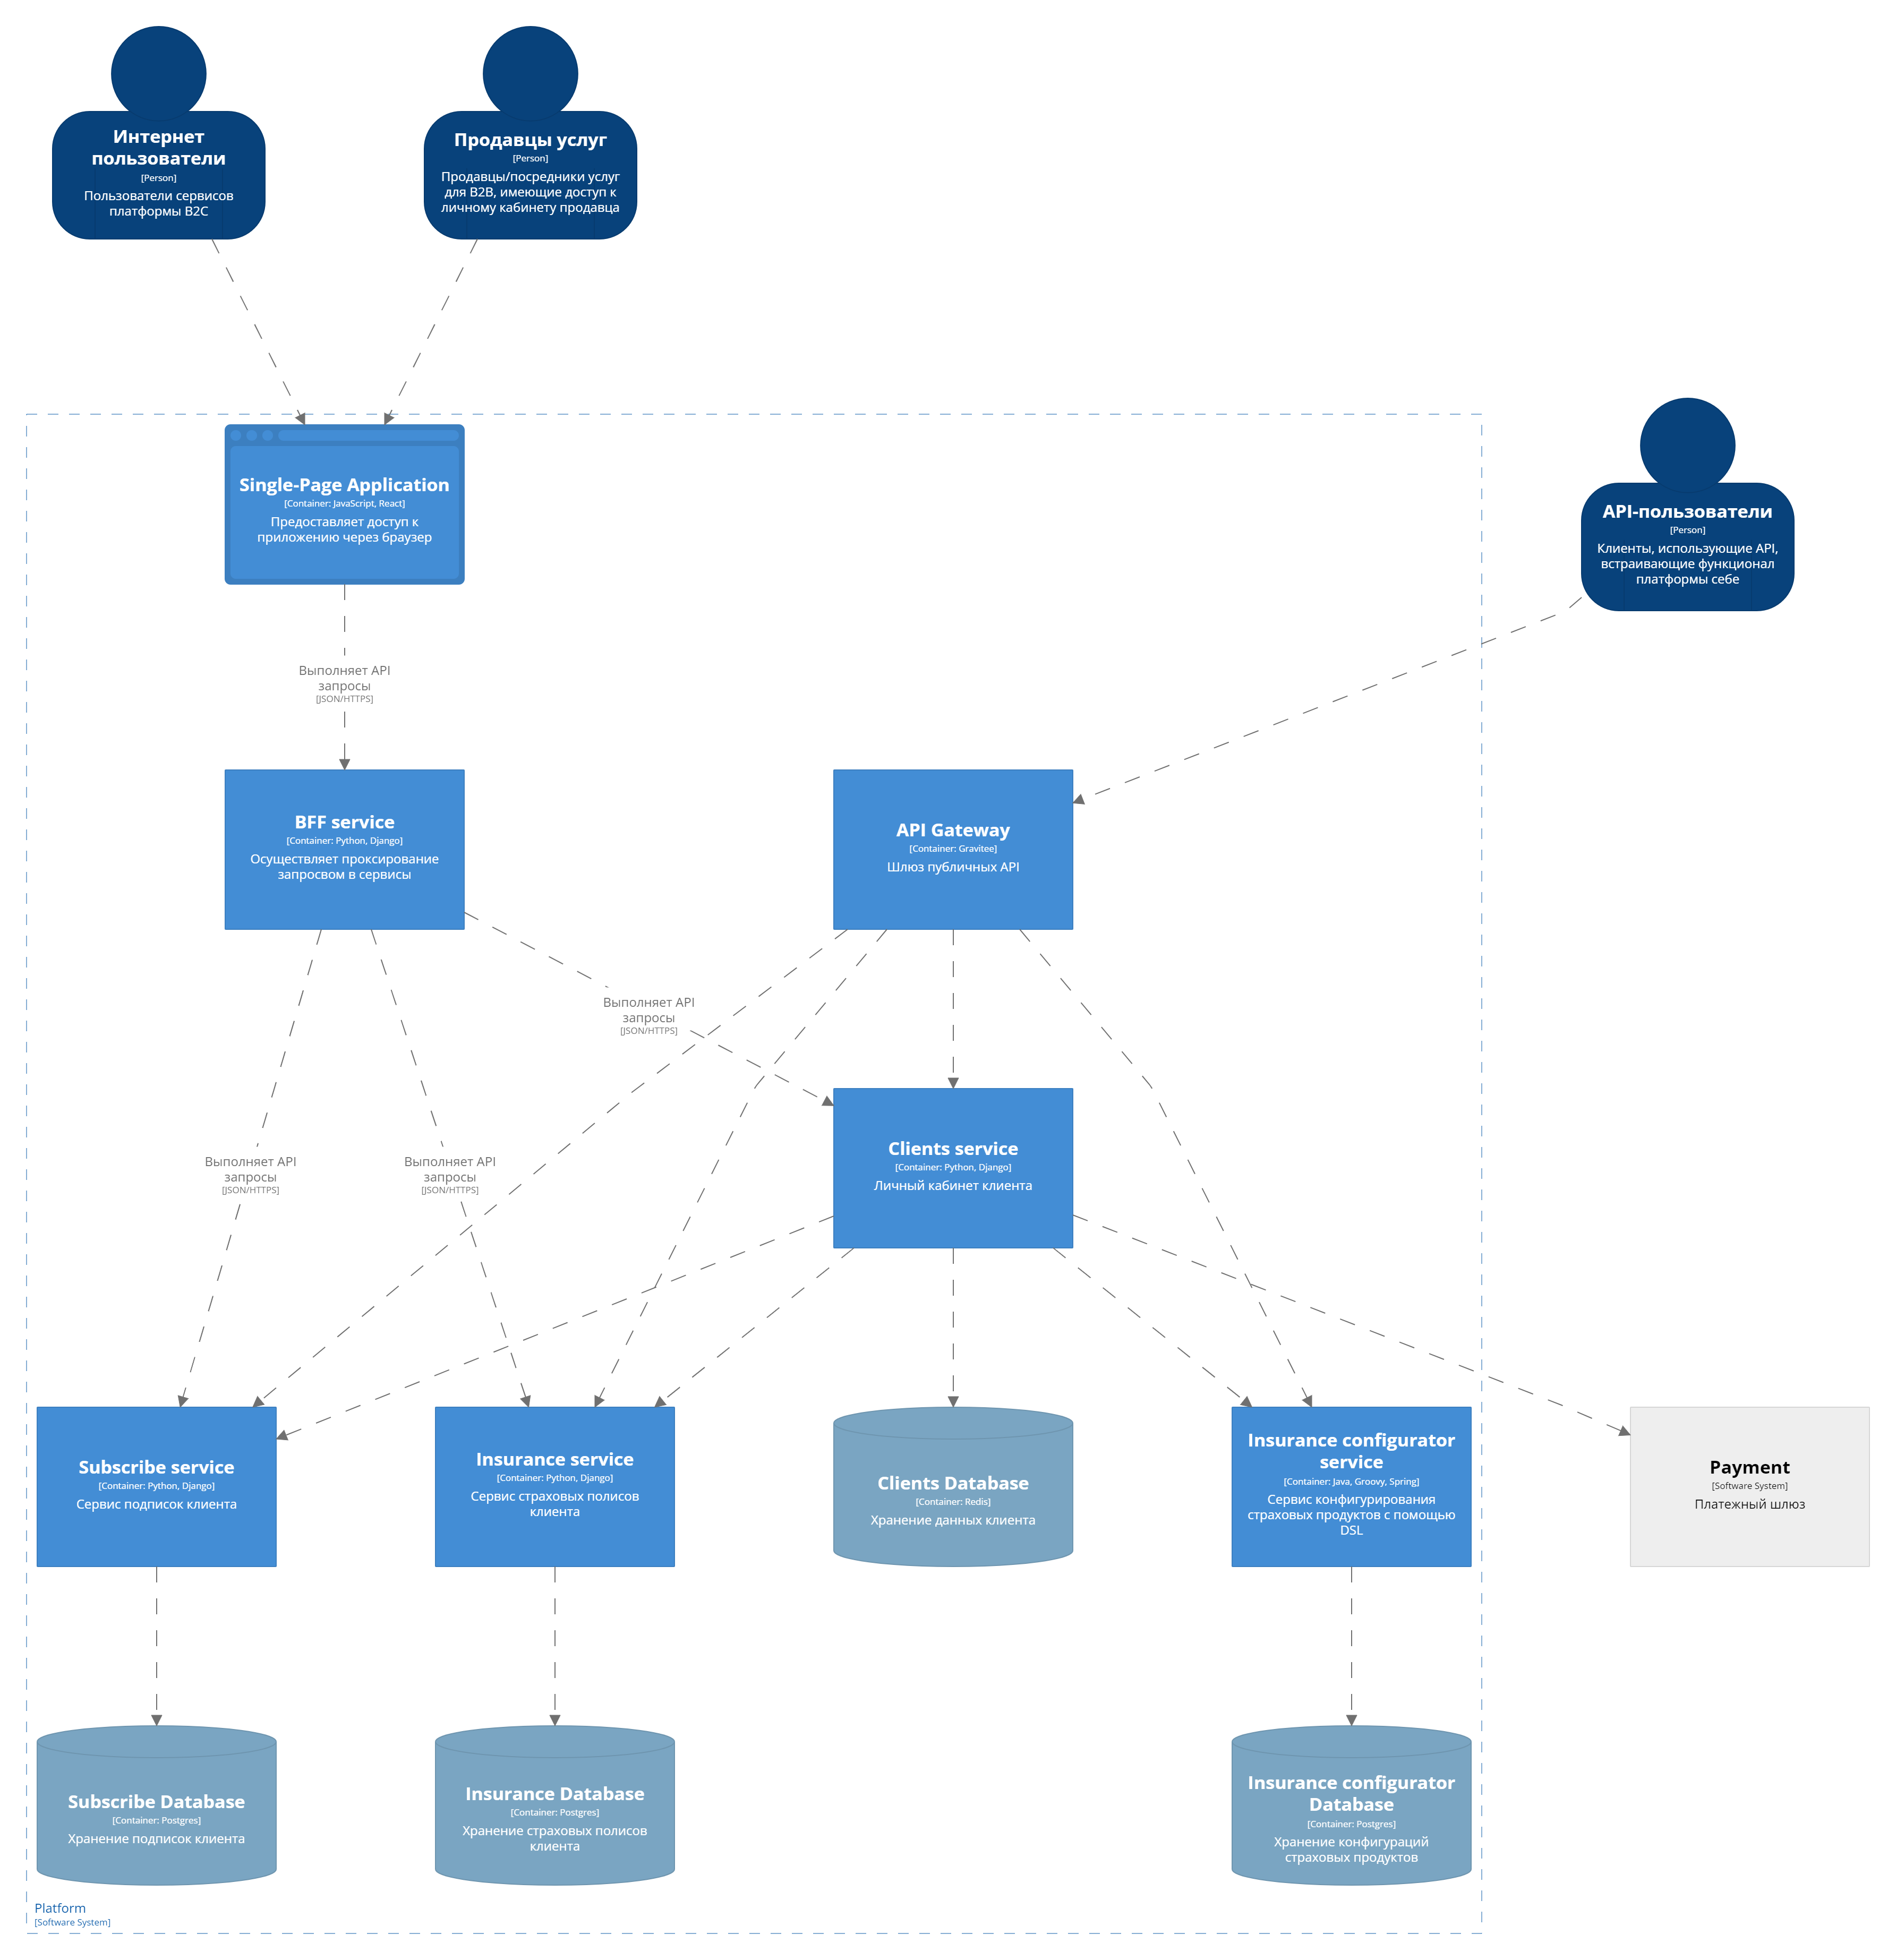 Интернет
пользователи
[Person]
Пользователи сервисов
платформы B2C
Продавцы услуг
[Person]
Продавцы/посредники услуг
для B2B, имеющие доступ к
личному кабинету продавца
Single-Page Application
[Container: JavaScript, React]
Предоставляет доступ к
приложению через браузер
API-пользователи
[Person]
Клиенты, использующие API,
встраивающие функционал
платформы себе
Выполняет API
запросы
[JSON/HTTPS]
BFF service
[Container: Python, Django]
Осуществляет проксирование
запросвом в сервисы
API Gateway
[Container: Gravitee]
Шлюз публичных API
Выполняет API
запросы
[JSON/HTTPS]
Выполняет API
запросы
[JSON/HTTPS]
Выполняет API
запросы
[JSON/HTTPS]
Clients service
[Container: Python, Django]
Личный кабинет клиента
Subscribe service
[Container: Python, Django]
Сервис подписок клиента
Insurance service
[Container: Python, Django]
Сервис страховых полисов
клиента
Clients Database
[Container: Redis]
Хранение данных клиента
Insurance configurator
service
[Container: Java, Groovy, Spring]
Сервис конфигурирования
страховых продуктов с помощью
DSL
Payment
[Software System]
Платежный шлюз
Subscribe Database
[Container: Postgres]
Хранение подписок клиента
Insurance Database
[Container: Postgres]
Хранение страховых полисов
клиента
Insurance configurator
Database
[Container: Postgres]
Хранение конфигураций
страховых продуктов
Platform
[Software System]